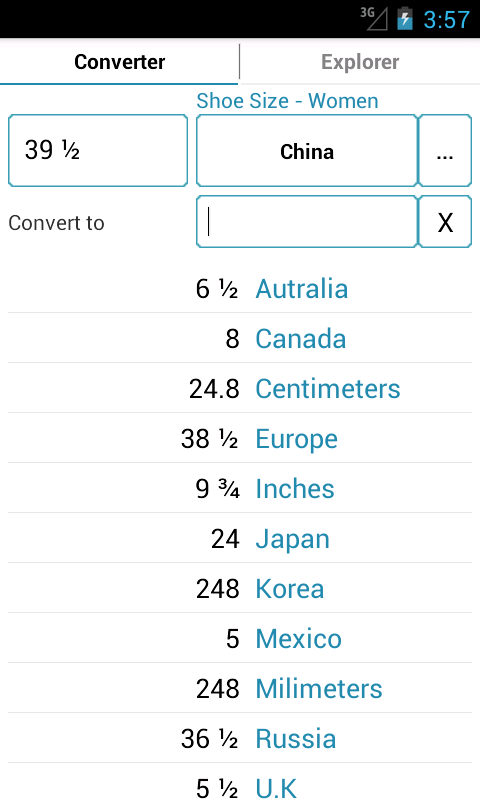 3G 3:57
Converter Explorer
Shoe Size - Women
39 ½ China ...
Convert to X
6 ½ Autralia
8 Canada
24.8 Centimeters
38 ½ Europe
9 ¾ Inches
24 Japan
248 Korea
5 Mexico
248 Milimeters
36 ½ Russia
5 ½ U.K